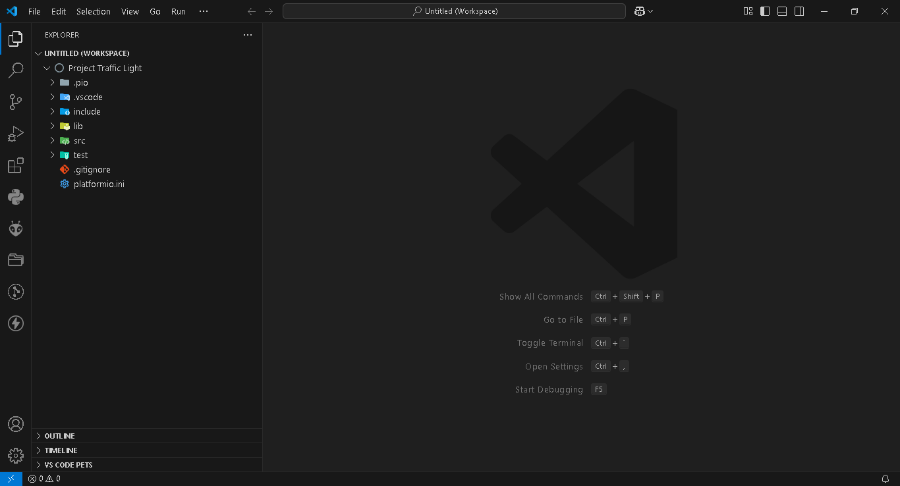 File Edit Selection View Go Run ··· Untitled (Workspace)
EXPLORER ···
UNTITLED (WORKSPACE)
Project Traffic Light
.pio
.vscode
include
lib
src
test
.gitignore
platformio.ini
Show All Commands Ctrl + Shift + P
Go to File Ctrl + P
Toggle Terminal Ctrl + `
Open Settings Ctrl + ,
Start Debugging F5
OUTLINE
TIMELINE
VS CODE PETS
0 0